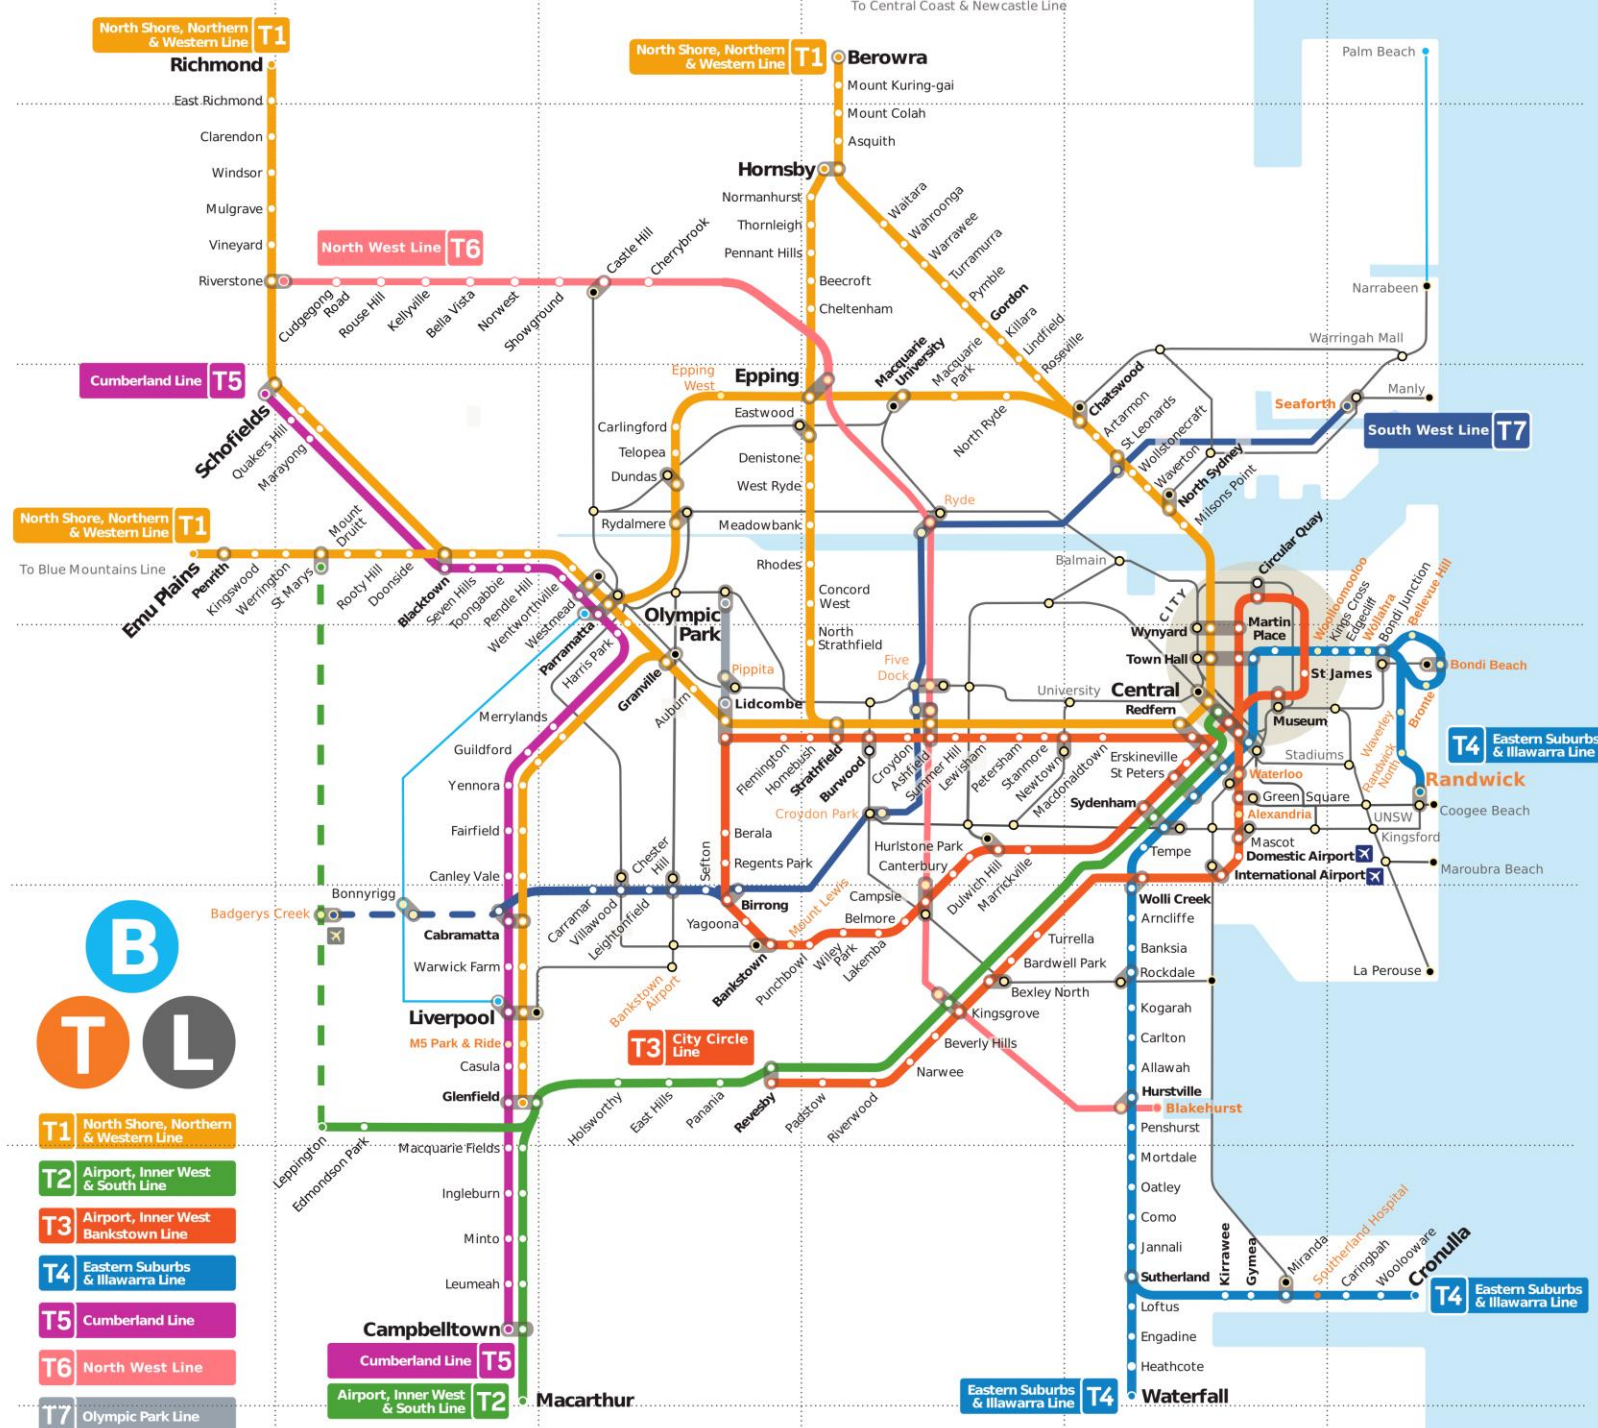 To Central Coast & Newcastle Line
North Shore, Northern
& Western Line
T1
Richmond
East Richmond
Clarendon
Windsor
Mulgrave
Vineyard
Riverstone
North Shore, Northern
& Western Line
T1
Berowra
Mount Kuring-gai
Mount Colah
Asquith
Hornsby
Normanhurst
Thornleigh
Pennant Hills
Beecroft
Cheltenham
Waitara
Wahroonga
Warrawee
Turramurra
Pymble
Gordon
Killara
Lindfield
Roseville
Palm Beach
Narrabeen
Warringah Mall
Manly
Seaforth
South West Line T7
North West Line T6
Cudgegong
Road
Rouse Hill
Kellyville
Bella Vista
Norwest
Showground
Castle Hill
Cherrybrook
Cumberland Line T5
Schofields
Quakers Hill
Marayong
Epping
West
Epping
Macquarie
University
Macquarie
Park
North Ryde
Chatswood
Artarmon
St Leonards
Wollstonecraft
Waverton
North Sydney
Milsons Point
Eastwood
Carlingford
Telopea
Dundas
Rydalmere
Denistone
West Ryde
Meadowbank
Rhodes
Concord
West
North
Strathfield
Ryde
Balmain
North Shore, Northern
& Western Line
T1
To Blue Mountains Line
Emu Plains
Penrith
Kingswood
Werrington
St Marys
Mount
Druitt
Rooty Hill
Doonside
Blacktown
Seven Hills
Toongabbie
Pendle Hill
Wentworthville
Westmead
Parramatta
Harris Park
Granville
Auburn
Olympic
Park
Pippita
Lidcombe
Five
Dock
University
CITY
Circular Quay
Wynyard
Martin
Place
Town Hall
St James
Central
Redfern
Museum
Woolloomooloo
Kings Cross
Edgecliff
Wollahra
Bondi Junction
Bellevue Hill
Bondi Beach
Bronte
Waverley
Randwick
North
Randwick
T4 Eastern Suburbs
& Illawarra Line
Stadiums
Merrylands
Guildford
Yennora
Fairfield
Canley Vale
Cabramatta
Warwick Farm
Liverpool
M5 Park & Ride
Casula
Glenfield
Flemington
Homebush
Strathfield
Burwood
Croydon
Ashfield
Summer Hill
Lewisham
Petersham
Stanmore
Newtown
Macdonaldtown
Erskineville
St Peters
Sydenham
Waterloo
Green Square
Alexandria
Mascot
Domestic Airport
International Airport
Coogee Beach
UNSW
Kingsford
Maroubra Beach
La Perouse
Croydon Park
Hurlstone Park
Canterbury
Campsie
Belmore
Lakemba
Wiley
Park
Punchbowl
Mount Lewis
Bankstown
Yagoona
Birrong
Dulwich Hill
Marrickville
Tempe
Wolli Creek
Arncliffe
Banksia
Rockdale
Kogarah
Carlton
Allawah
Hurstville
Blakehurst
Penshurst
Mortdale
Oatley
Como
Jannali
Sutherland
Loftus
Engadine
Heathcote
Waterfall
Berala
Regents Park
Sefton
Chester
Hill
Leightonfield
Villawood
Carramar
Bankstown
Airport
Bonnyrigg
Badgerys Creek
Turrella
Bardwell Park
Bexley North
Kingsgrove
Beverly Hills
Narwee
Riverwood
Padstow
Revesby
Panania
East Hills
Holsworthy
T3 City Circle
Line
Leppington
Edmondson Park
Macquarie Fields
Ingleburn
Minto
Leumeah
Campbelltown
Cumberland Line T5
Airport, Inner West
& South Line
T2
Macarthur
Kirrawee
Gymea
Miranda
Southerland Hospital
Caringbah
Woolooware
Cronulla
T4 Eastern Suburbs
& Illawarra Line
Eastern Suburbs
& Illawarra Line
T4
B
T
L
T1 North Shore, Northern
& Western Line
T2 Airport, Inner West
& South Line
T3 Airport, Inner West
Bankstown Line
T4 Eastern Suburbs
& Illawarra Line
T5 Cumberland Line
T6 North West Line
T7 Olympic Park Line